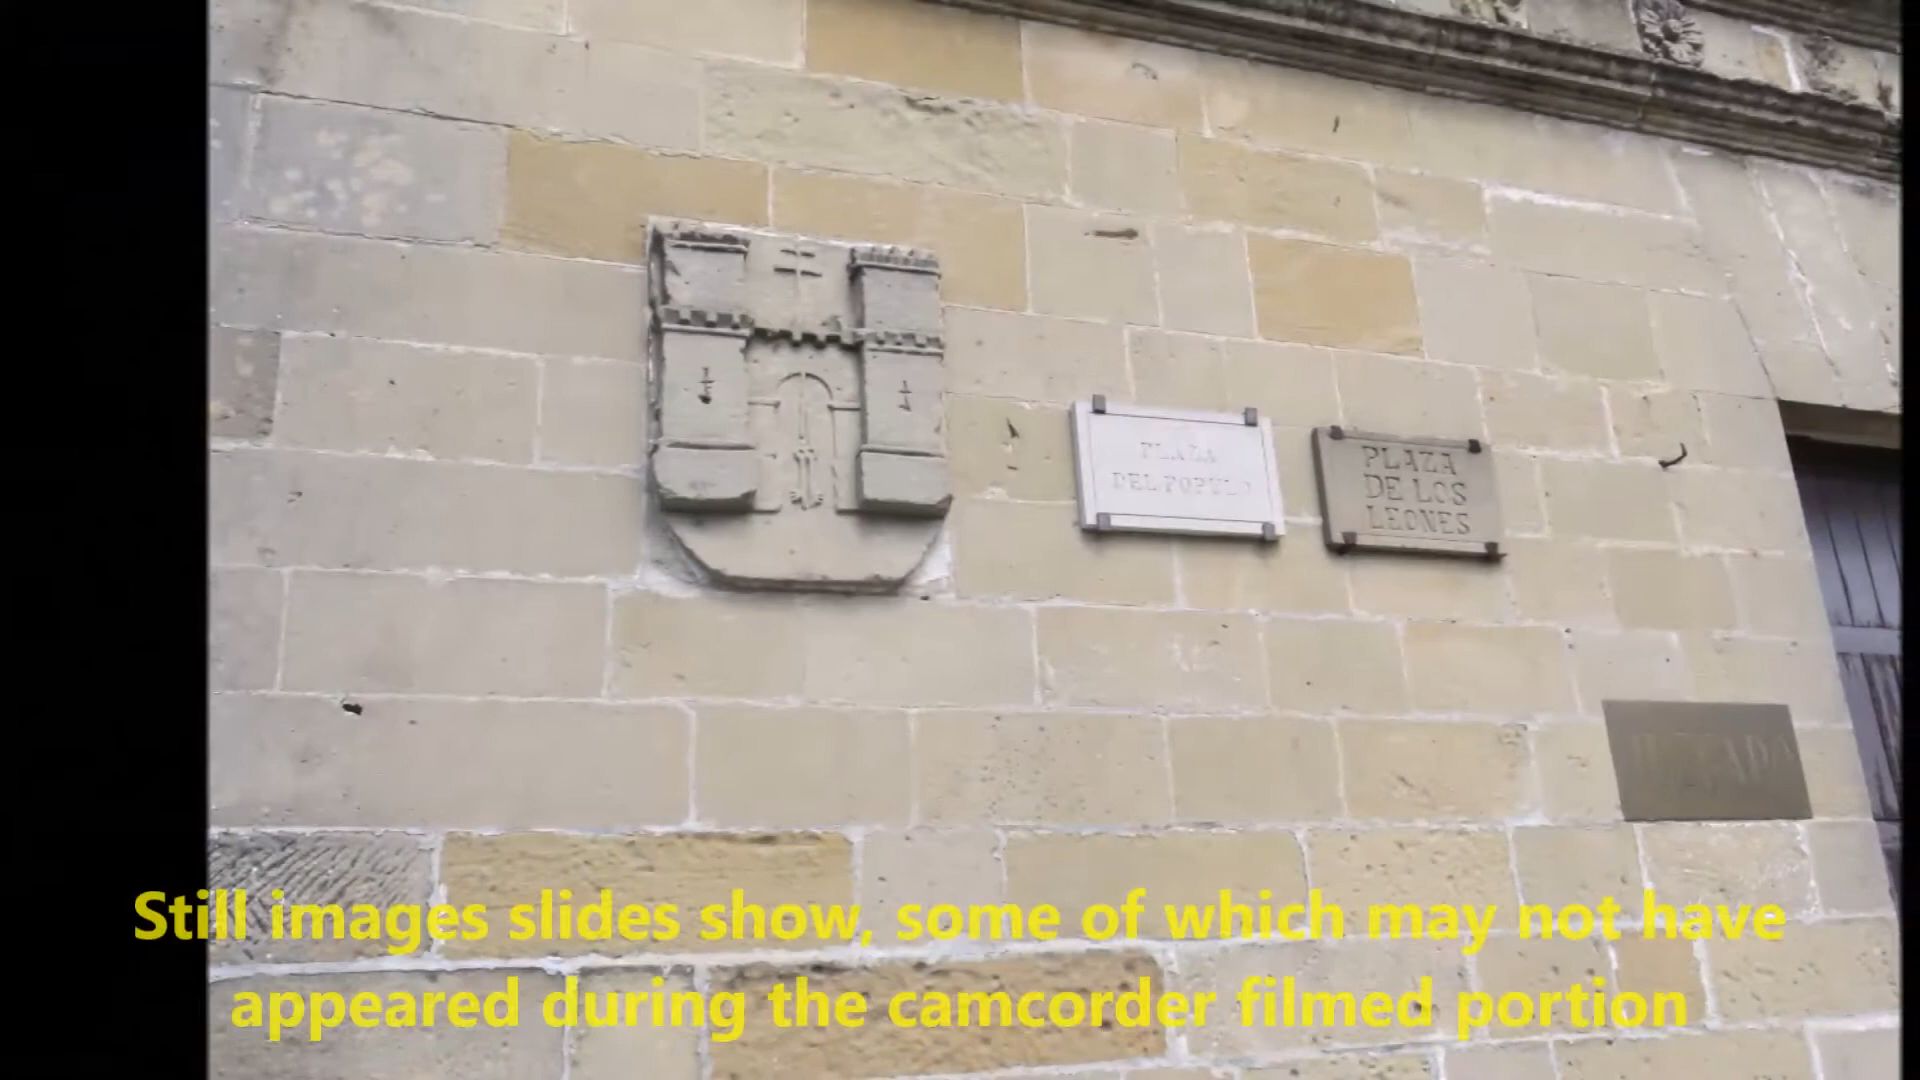 PLAZA
DEL POPVLO
PLAZA
DE LOS
LEONES
Still images slides show, some of which may not have
appeared during the camcorder filmed portion